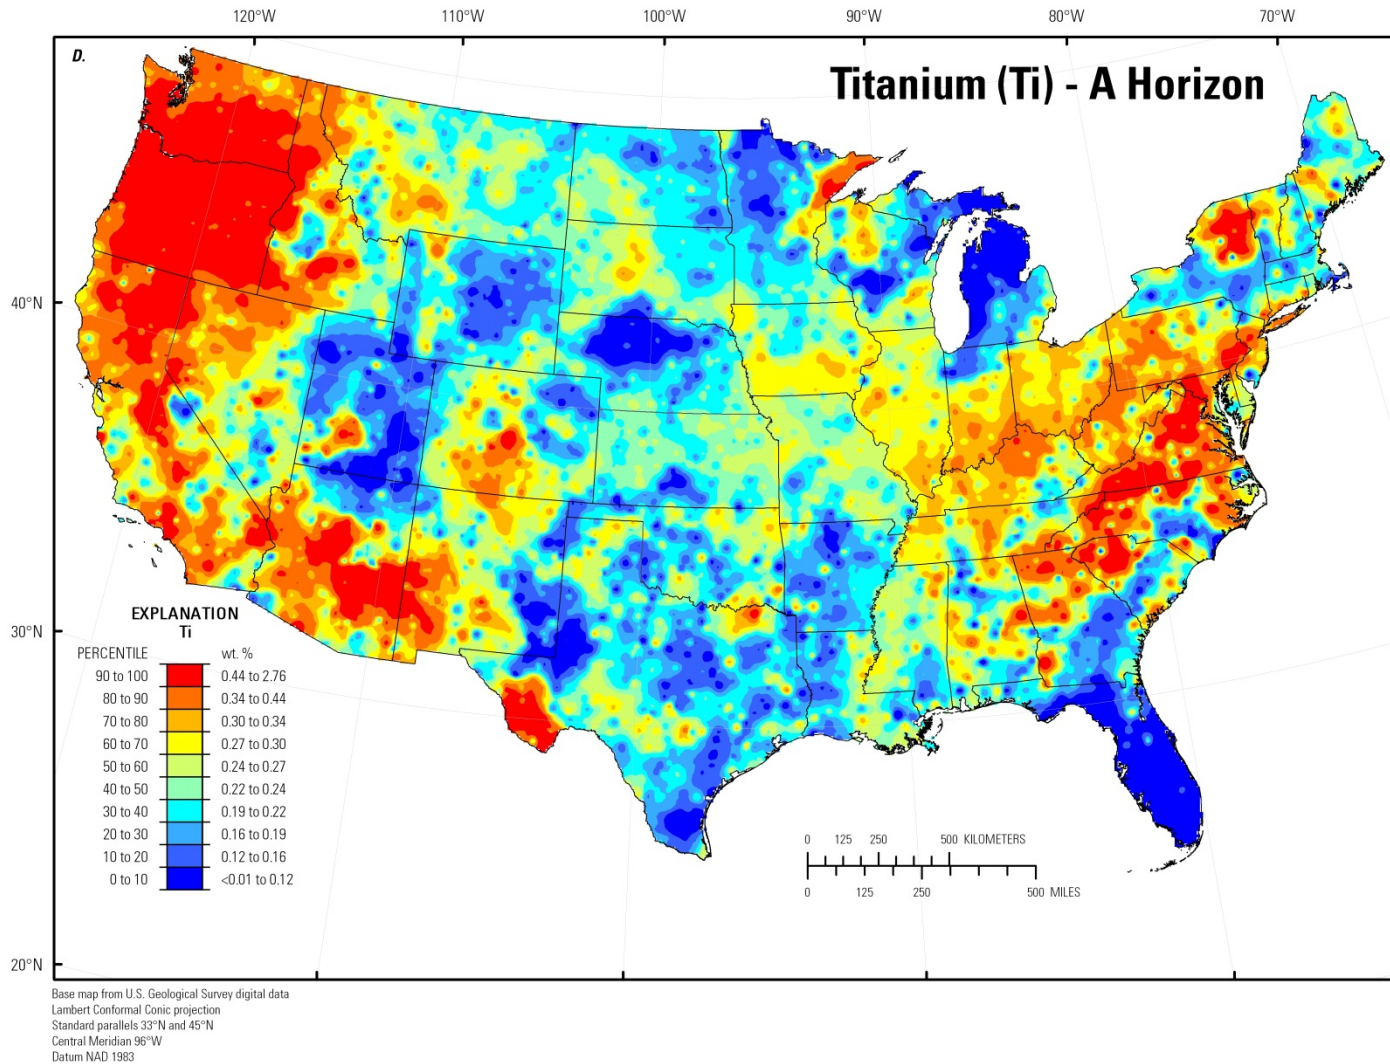 120°W 110°W 100°W 90°W 80°W 70°W
D.
Titanium (Ti) - A Horizon
40°N
30°N
20°N
EXPLANATION
Ti
PERCENTILE wt. %
90 to 100 0.44 to 2.76
80 to 90 0.34 to 0.44
70 to 80 0.30 to 0.34
60 to 70 0.27 to 0.30
50 to 60 0.24 to 0.27
40 to 50 0.22 to 0.24
30 to 40 0.19 to 0.22
20 to 30 0.16 to 0.19
10 to 20 0.12 to 0.16
0 to 10 <0.01 to 0.12
0 125 250 500 KILOMETERS
0 125 250 500 MILES
Base map from U.S. Geological Survey digital data
Lambert Conformal Conic projection
Standard parallels 33°N and 45°N
Central Meridian 96°W
Datum NAD 1983